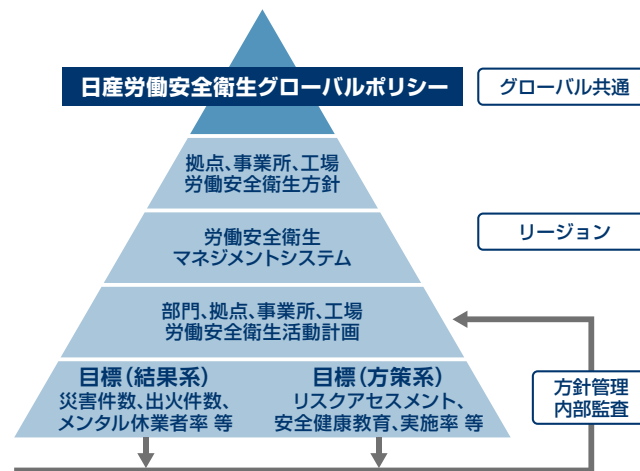 日産労働安全衛生グローバルポリシー
グローバル共通
拠点、事業所、工場
労働安全衛生方針
労働安全衛生
マネジメントシステム
リージョン
部門、拠点、事業所、工場
労働安全衛生活動計画
目標（結果系）
災害件数、出火件数、
メンタル休業者率 等
目標（方策系）
リスクアセスメント、
安全健康教育、実施率 等
方針管理
内部監査